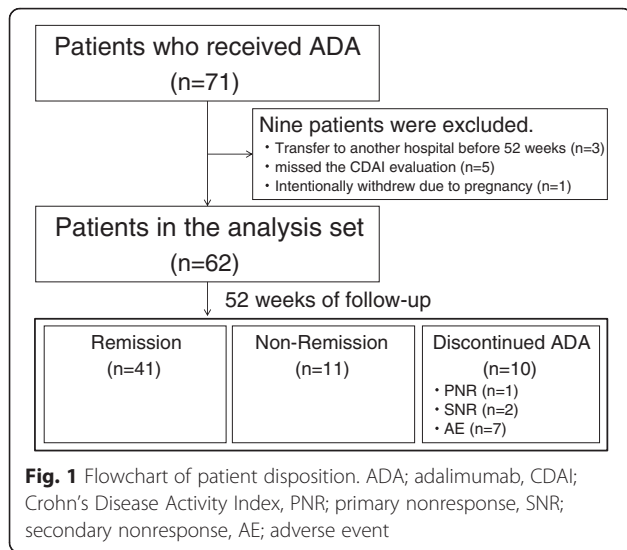 Patients who received ADA
(n=71)
Nine patients were excluded.
・Transfer to another hospital before 52 weeks (n=3)
・missed the CDAI evaluation (n=5)
・Intentionally withdrew due to pregnancy (n=1)
Patients in the analysis set
(n=62)
52 weeks of follow-up
Remission
(n=41)
Non-Remission
(n=11)
Discontinued ADA
(n=10)
・PNR (n=1)
・SNR (n=2)
・AE (n=7)
Fig. 1 Flowchart of patient disposition. ADA; adalimumab, CDAI;
Crohn's Disease Activity Index, PNR; primary nonresponse, SNR;
secondary nonresponse, AE; adverse event